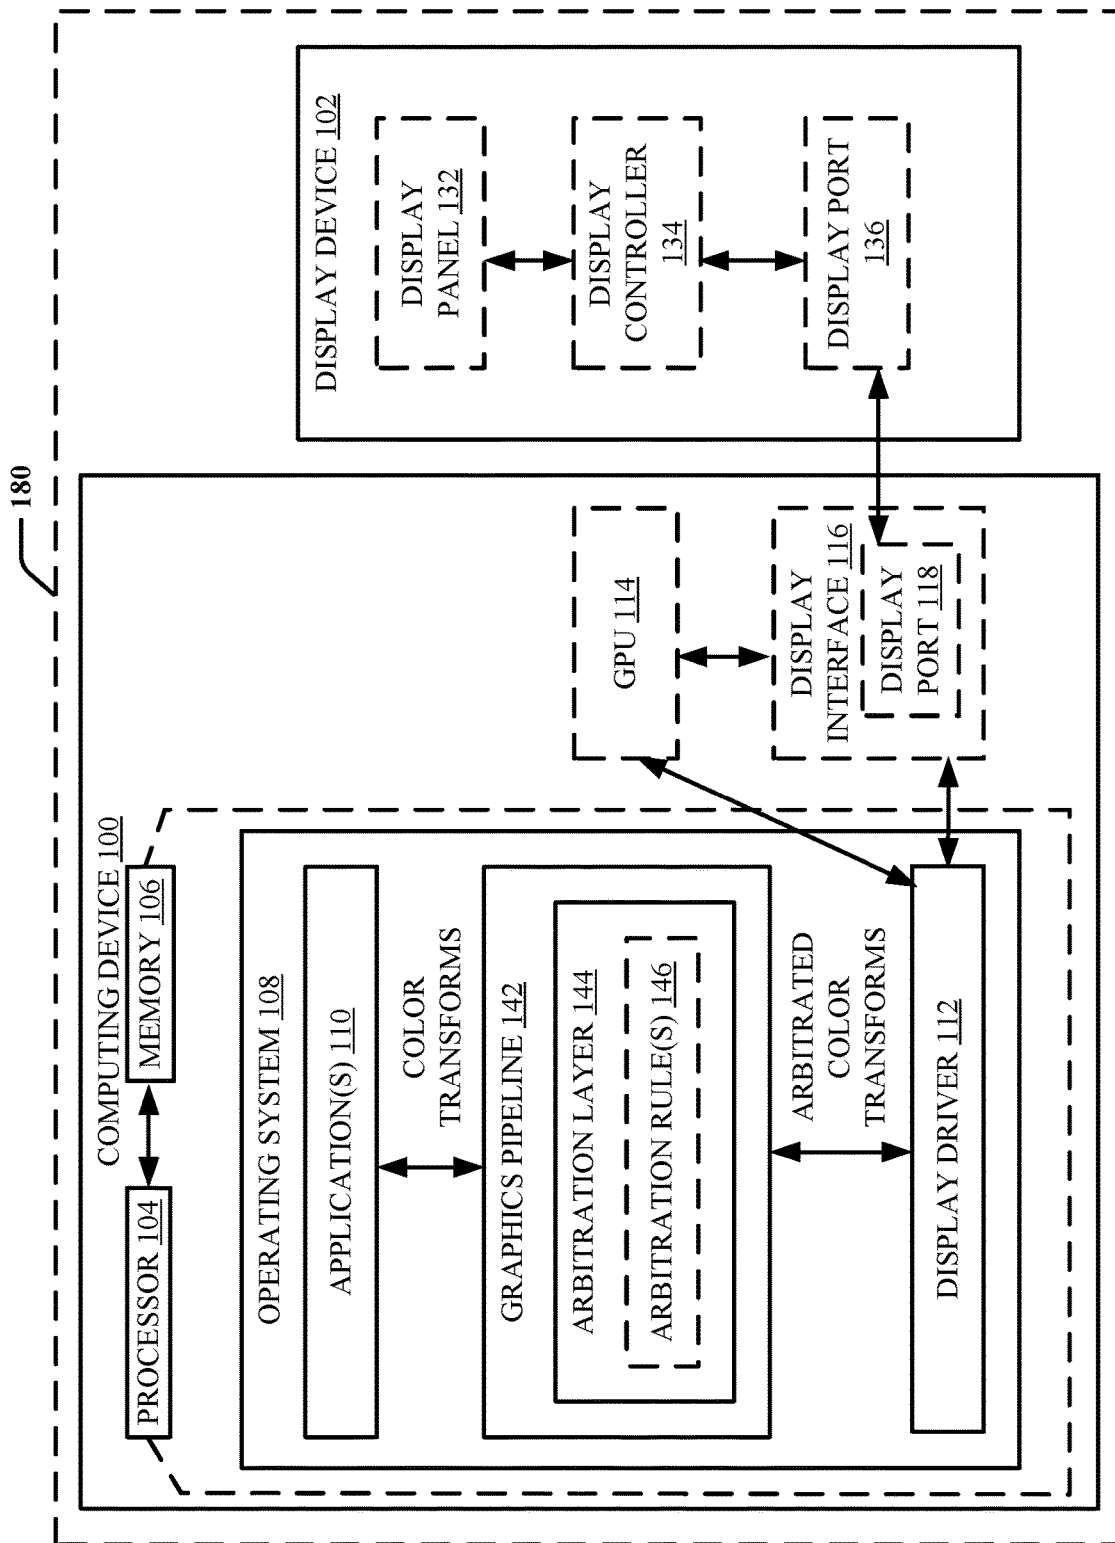 180
COMPUTING DEVICE 100
PROCESSOR 104
MEMORY 106
OPERATING SYSTEM 108
APPLICATION(S) 110
COLOR
TRANSFORMS
GRAPHICS PIPELINE 142
ARBITRATION LAYER 144
ARBITRATION RULE(S) 146
ARBITRATED
COLOR
TRANSFORMS
DISPLAY DRIVER 112
GPU 114
DISPLAY
INTERFACE 116
DISPLAY
PORT 118
DISPLAY DEVICE 102
DISPLAY
PANEL 132
DISPLAY
CONTROLLER
134
DISPLAY PORT
136